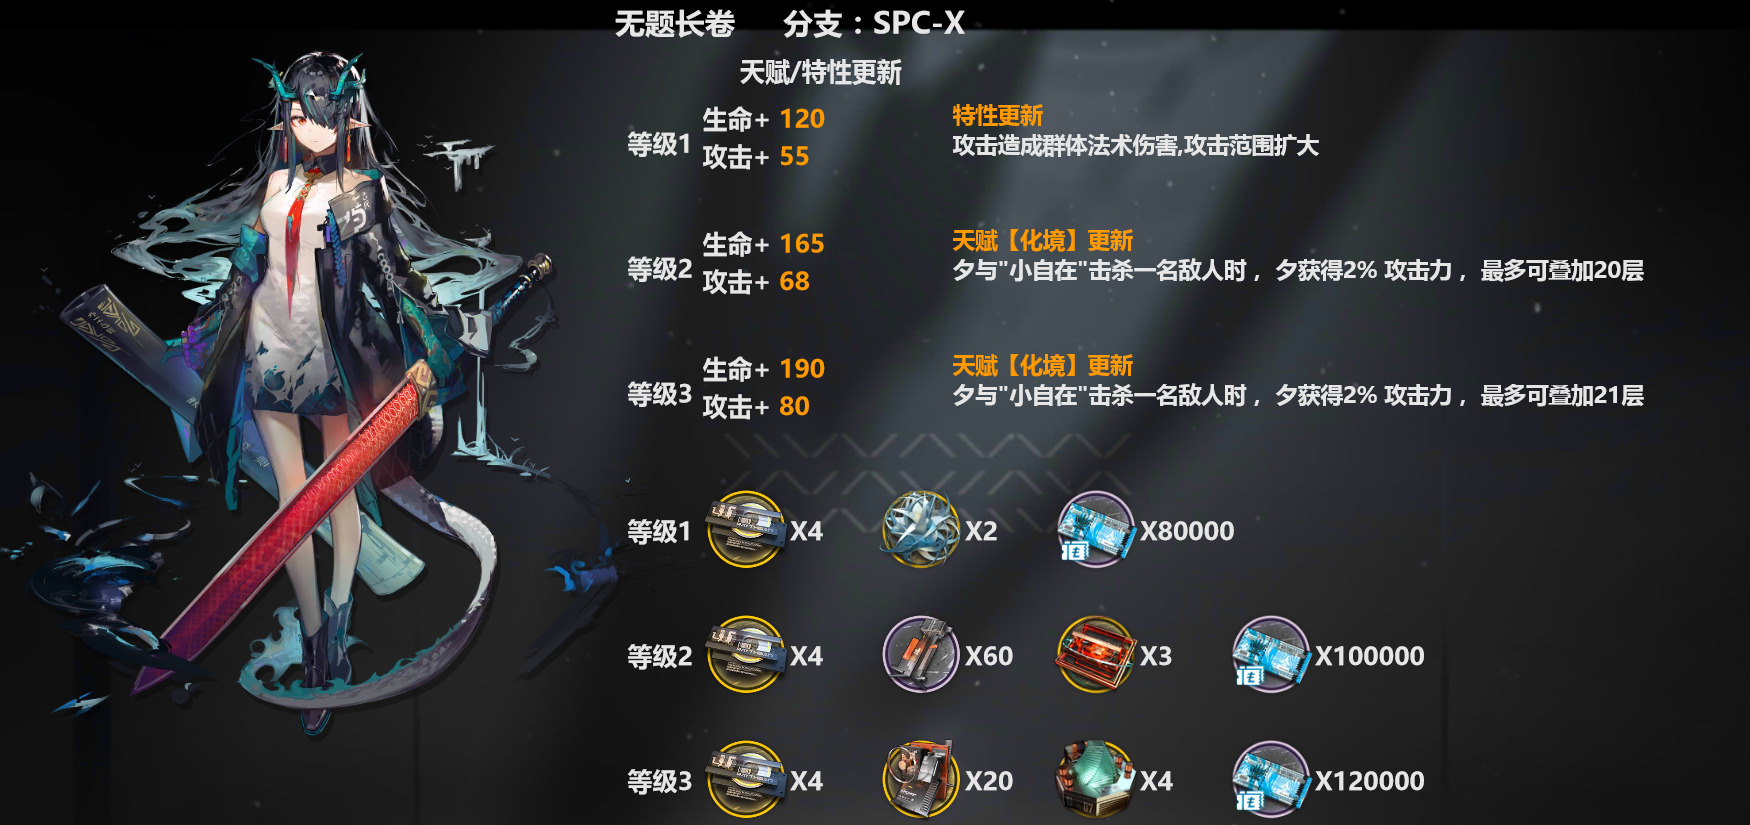 无题长卷 分支：SPC-X
天赋/特性更新
等级1
生命+ 120
攻击+ 55
特性更新
攻击造成群体法术伤害,攻击范围扩大
等级2
生命+ 165
攻击+ 68
天赋【化境】更新
夕与"小自在"击杀一名敌人时，夕获得2% 攻击力，最多可叠加20层
等级3
生命+ 190
攻击+ 80
天赋【化境】更新
夕与"小自在"击杀一名敌人时，夕获得2% 攻击力，最多可叠加21层
等级1 X4 X2 X80000
等级2 X4 X60 X3 X100000
等级3 X4 X20 X4 X120000